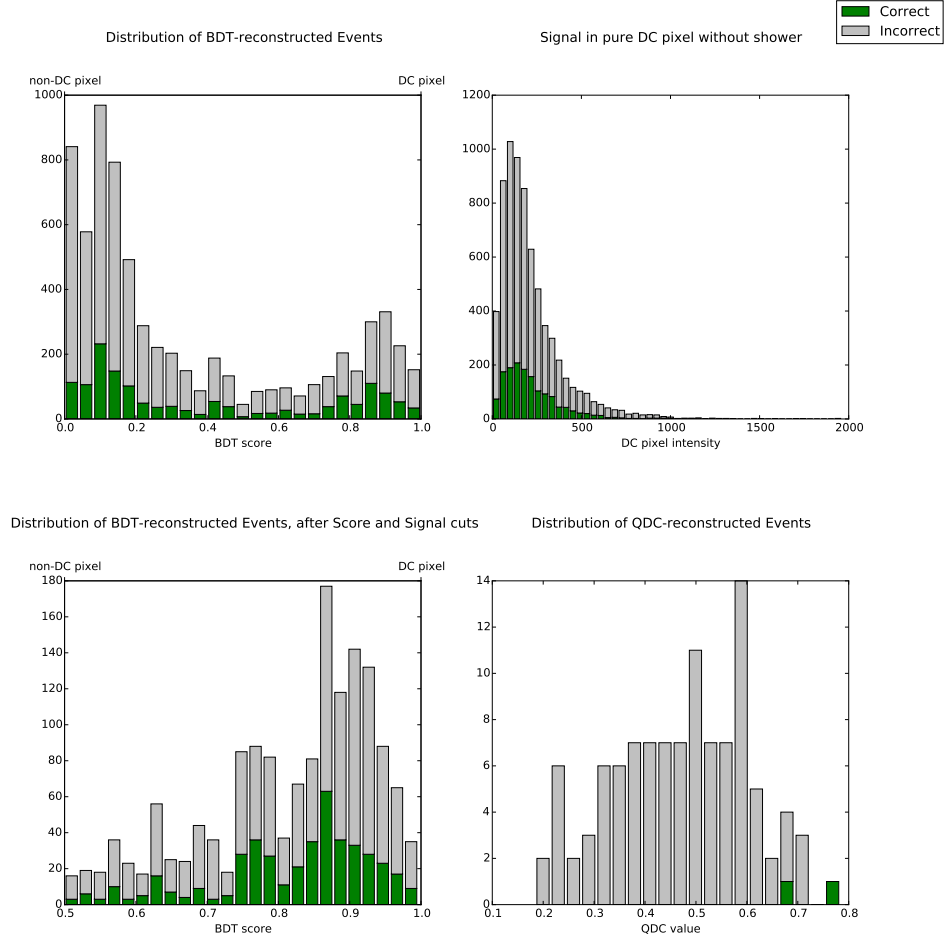 Correct
Incorrect
Distribution of BDT-reconstructed Events
non-DC pixel
DC pixel
1000
800
600
400
200
0
0.0 0.2 0.4 0.6 0.8 1.0
BDT score
Signal in pure DC pixel without shower
1200
1000
800
600
400
200
0
0 500 1000 1500 2000
DC pixel intensity
Distribution of BDT-reconstructed Events, after Score and Signal cuts
non-DC pixel
DC pixel
180
160
140
120
100
80
60
40
20
0
0.5 0.6 0.7 0.8 0.9 1.0
BDT score
Distribution of QDC-reconstructed Events
14
12
10
8
6
4
2
0
0.1 0.2 0.3 0.4 0.5 0.6 0.7 0.8
QDC value